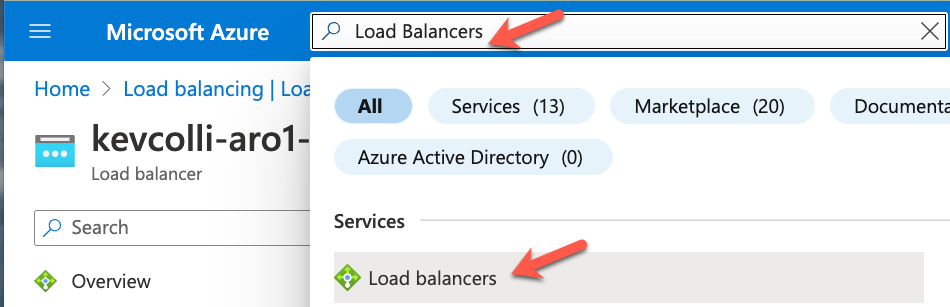 Microsoft Azure
Load Balancers
Home > Load balancing | Loa
kevcolli-aro1-
Load balancer
Search
Overview
All
Services (13)
Marketplace (20)
Documenta
Azure Active Directory (0)
Services
Load balancers